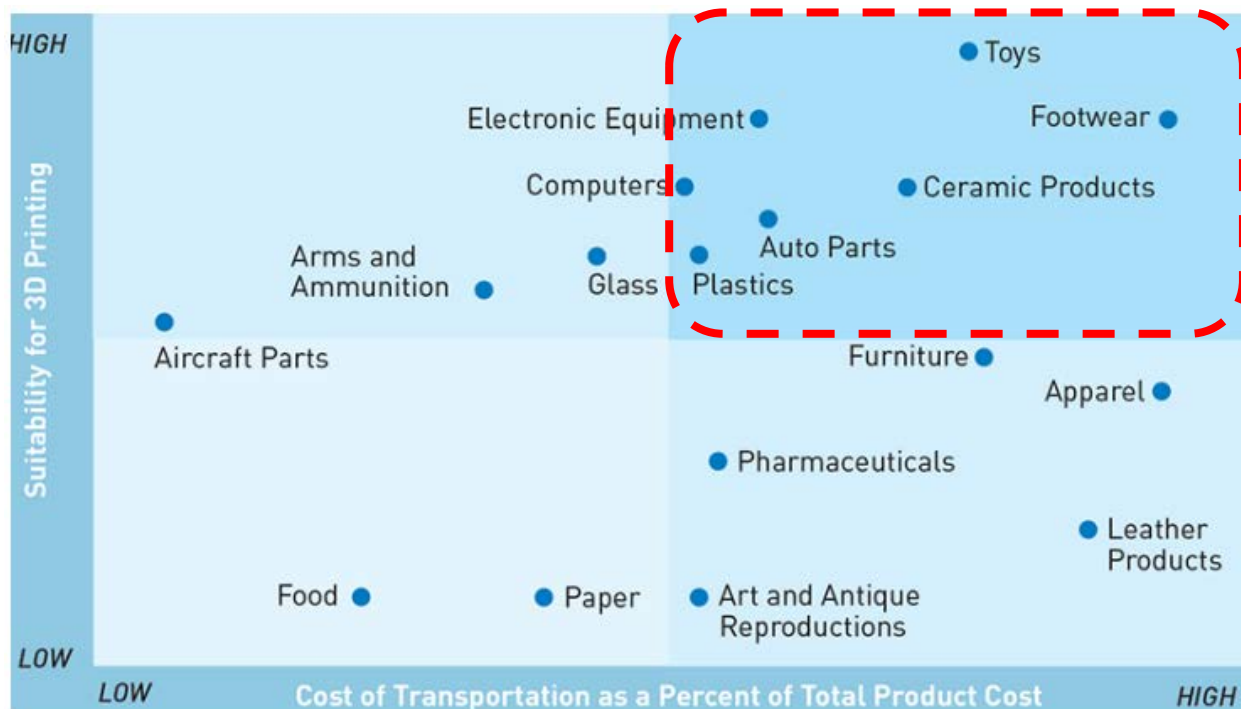 HIGH
Toys
Electronic Equipment
Footwear
Computers
Ceramic Products
Auto Parts
Arms and
Ammunition
Glass
Plastics
Aircraft Parts
Furniture
Apparel
Pharmaceuticals
Leather
Products
Food
Paper
Art and Antique
Reproductions
Suitability for 3D Printing
LOW
LOW
Cost of Transportation as a Percent of Total Product Cost
HIGH